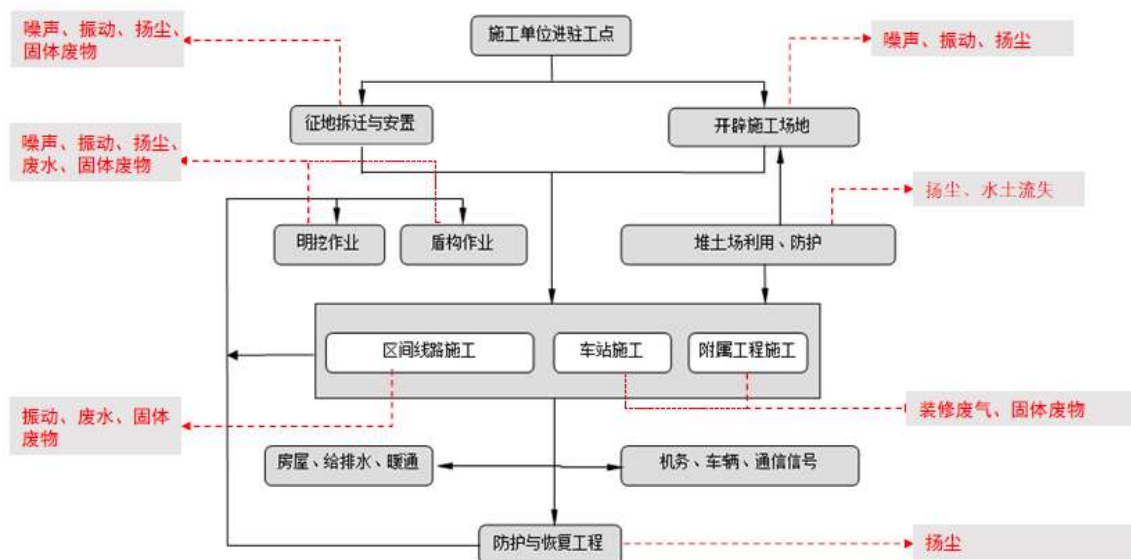 噪声、振动、扬尘、
固体废物
施工单位进驻工点
噪声、振动、扬尘
征地拆迁与安置
开辟施工场地
噪声、振动、扬尘、
废水、固体废物
扬尘、水土流失
明挖作业
盾构作业
堆土场利用、防护
区间线路施工
车站施工
附属工程施工
振动、废水、固体
废物
装修废气、固体废物
房屋、给排水、暖通
机务、车辆、通信信号
防护与恢复工程
扬尘